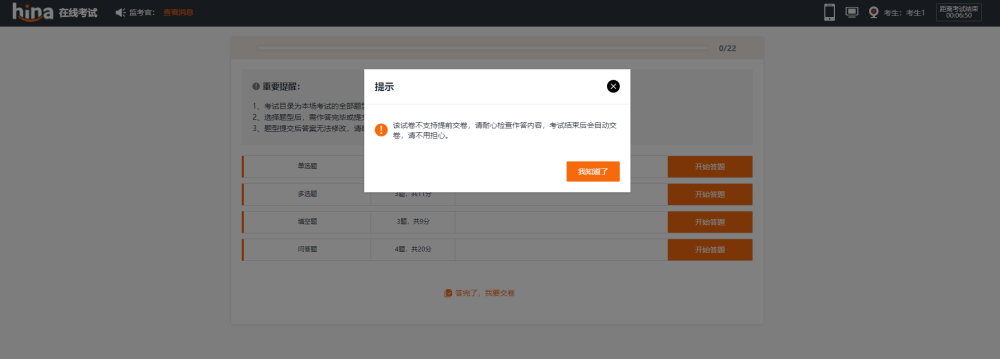 hina 在线考试
监考官： 查看消息
考生：考生1
距离考试结束
00:06:50
0/22
重要提醒：
1、考试目录为本场考试的全部题
2、选择题型后，需作答完毕或提
3、题型提交后答案无法修改，请
提示
该试卷不支持提前交卷，请耐心检查作答内容，考试结束后会自动交
卷，请不用担心。
我知道了
单选题 开始答题
多选题 3题，共11分 开始答题
填空题 3题，共9分 开始答题
问答题 4题，共20分 开始答题
答完了，我要交卷